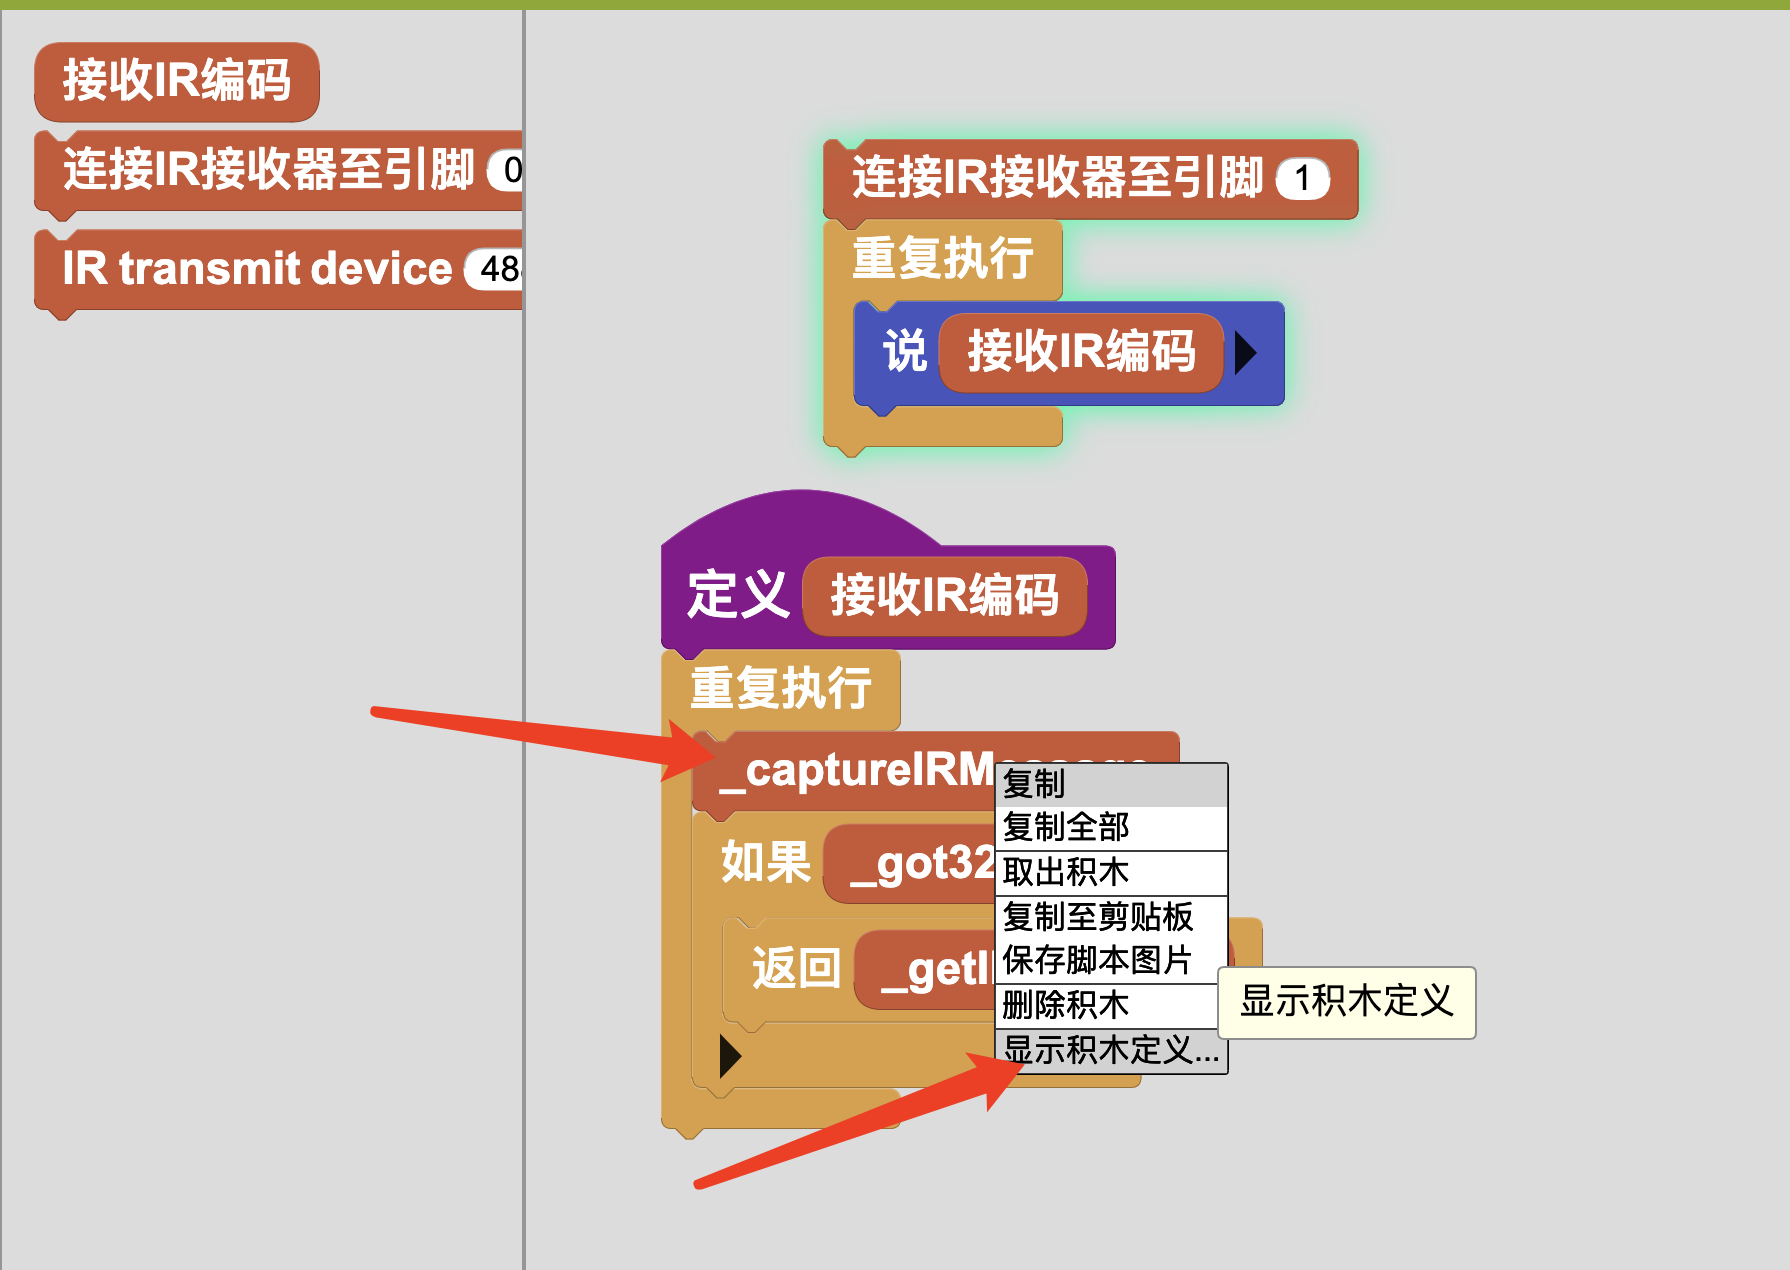 接收IR编码
连接IR接收器至引脚 0
IR transmit device 48
连接IR接收器至引脚 1
重复执行
说 接收IR编码
定义 接收IR编码
重复执行
_captureIRMessage
复制
复制全部
如果 _got32
取出积木
复制至剪贴板
返回 _getI
保存脚本图片
删除积木
显示积木定义
显示积木定义...